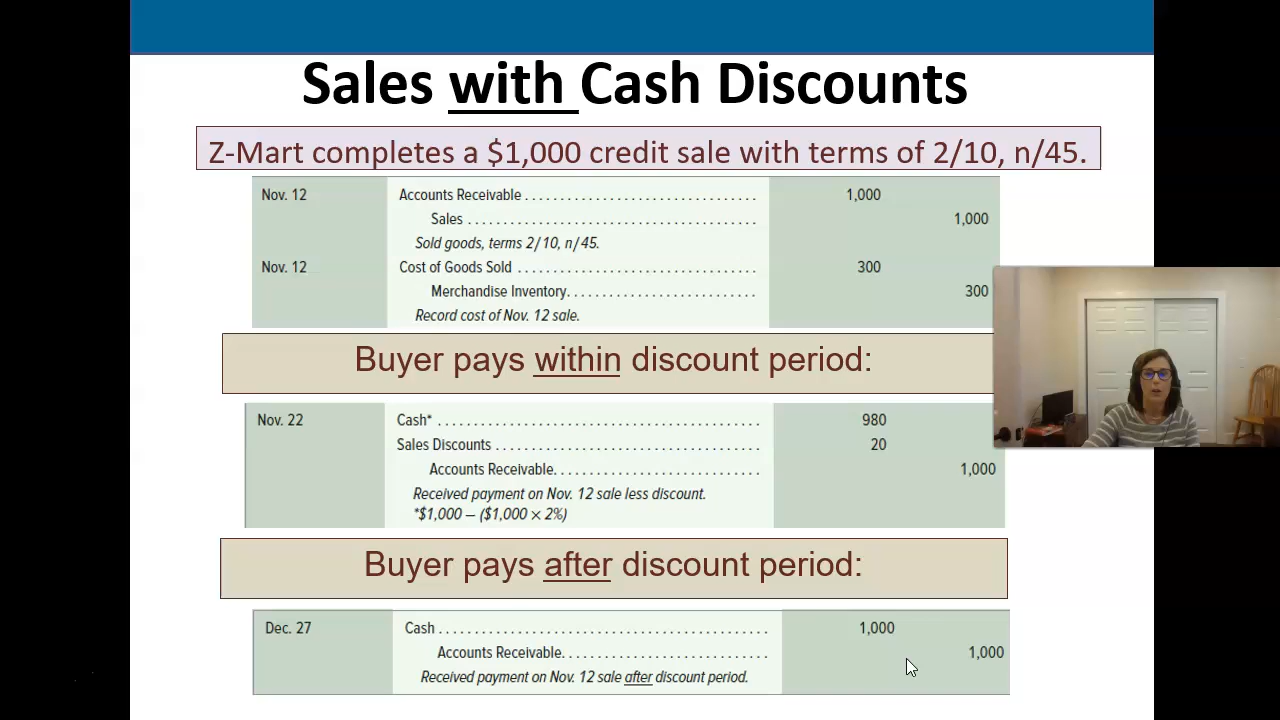 Sales with Cash Discounts
Z-Mart completes a $1,000 credit sale with terms of 2/10, n/45.
Nov. 12 Accounts Receivable 1,000
Sales 1,000
Sold goods, terms 2/10, n/45.
Nov. 12 Cost of Goods Sold 300
Merchandise Inventory 300
Record cost of Nov. 12 sale.
Buyer pays within discount period:
Nov. 22 Cash* 980
Sales Discounts 20
Accounts Receivable 1,000
Received payment on Nov. 12 sale less discount.
*$1,000 – ($1,000 × 2%)
Buyer pays after discount period:
Dec. 27 Cash 1,000
Accounts Receivable 1,000
Received payment on Nov. 12 sale after discount period.